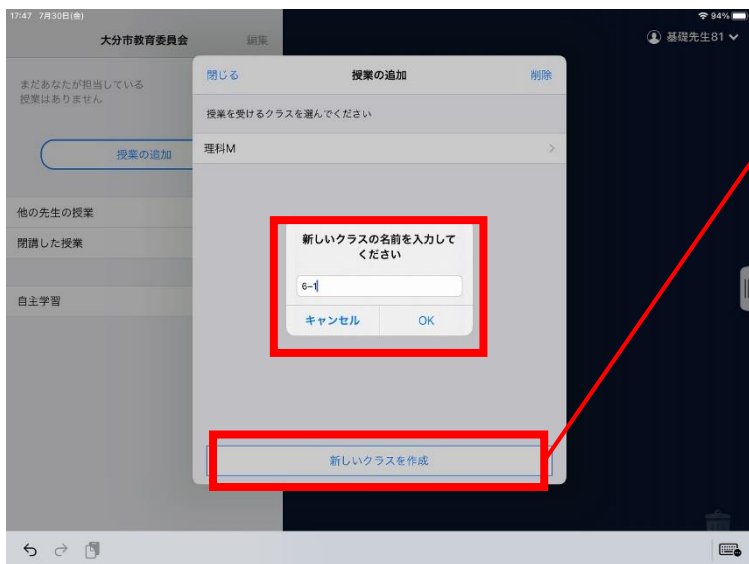 17:47 7月30日(金)
94%
大分市教育委員会
編集
基礎先生81
まだあなたが担当している
授業はありません
授業の追加
他の先生の授業
閉講した授業
自主学習
閉じる
授業の追加
削除
授業を受けるクラスを選んでください
理科M
新しいクラスの名前を入力して
ください
6-1
キャンセル
OK
新しいクラスを作成